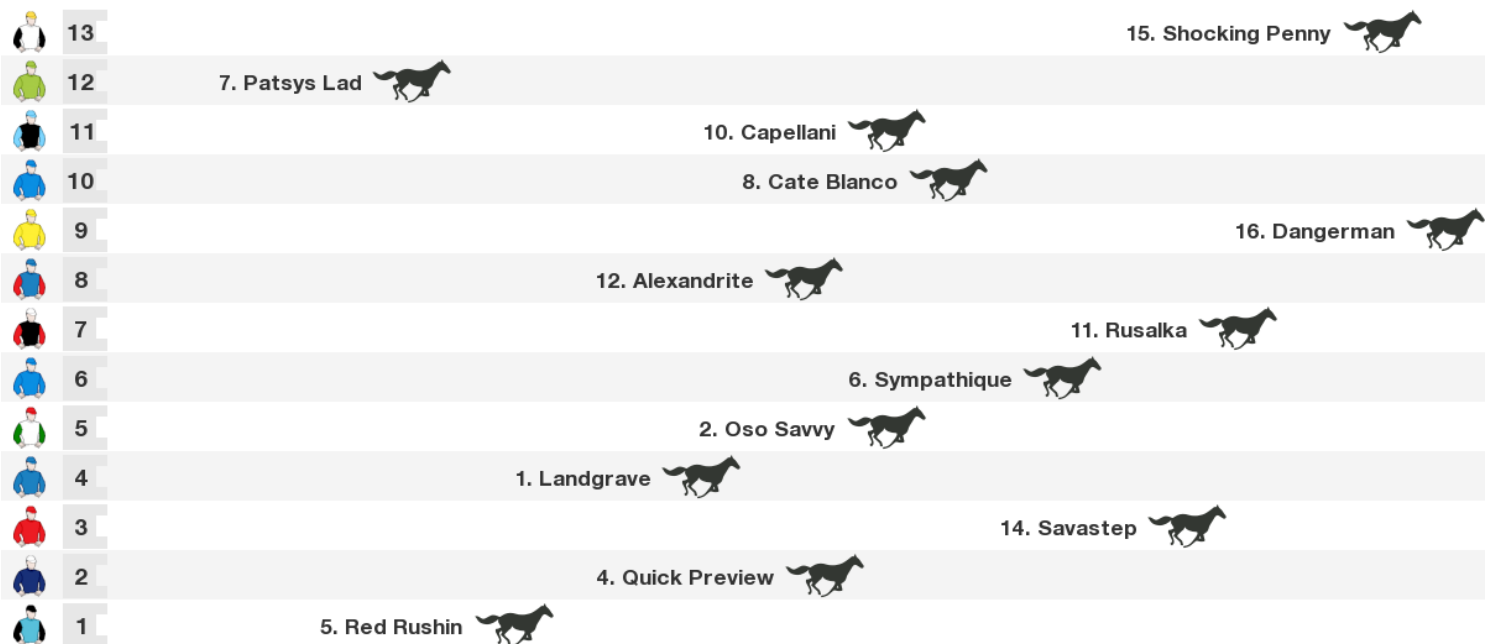 13 15. Shocking Penny
12 7. Patsys Lad
11 10. Capellani
10 8. Cate Blanco
9 16. Dangerman
8 12. Alexandrite
7 11. Rusalka
6 6. Sympathique
5 2. Oso Savvy
4 1. Landgrave
3 14. Savastep
2 4. Quick Preview
1 5. Red Rushin